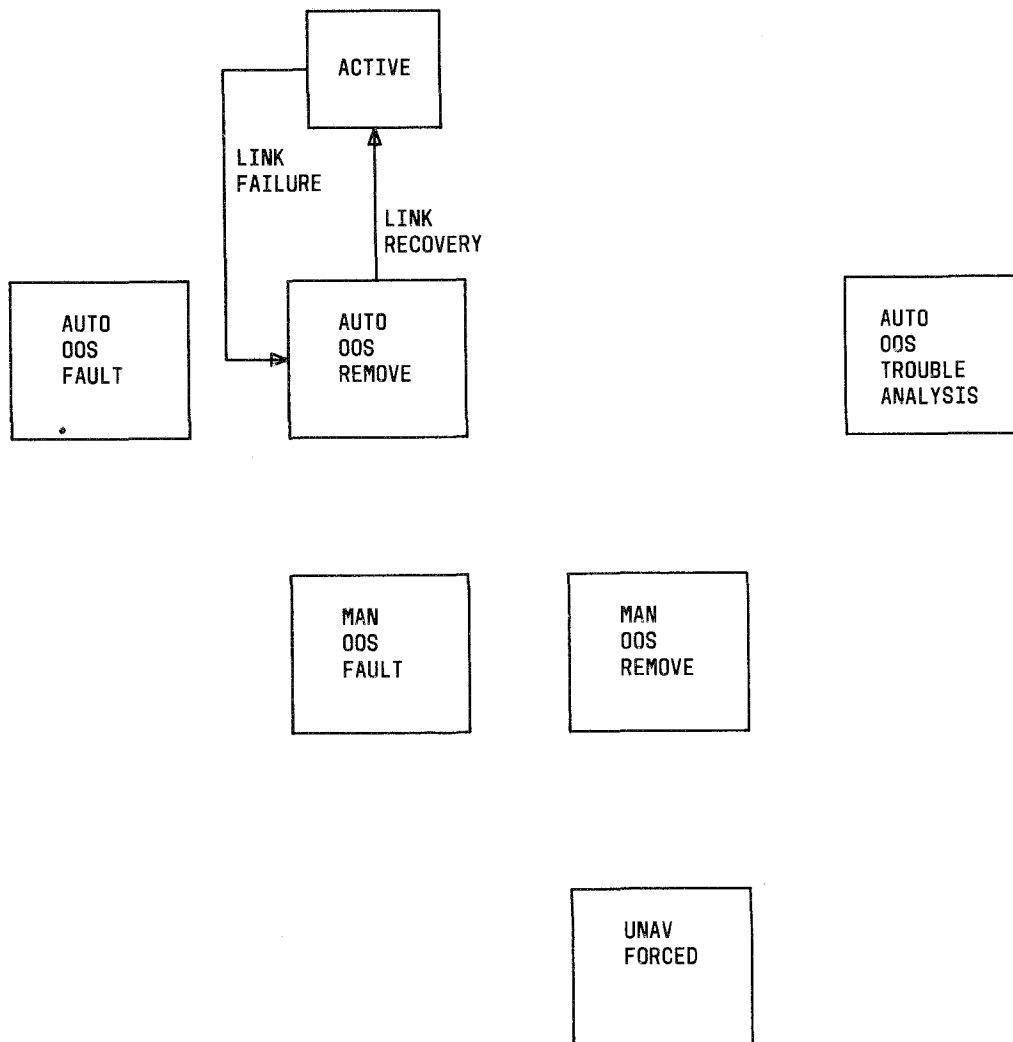 ACTIVE
LINK
FAILURE
LINK
RECOVERY
AUTO
OOS
FAULT
AUTO
OOS
REMOVE
AUTO
OOS
TROUBLE
ANALYSIS
MAN
OOS
FAULT
MAN
OOS
REMOVE
UNAV
FORCED